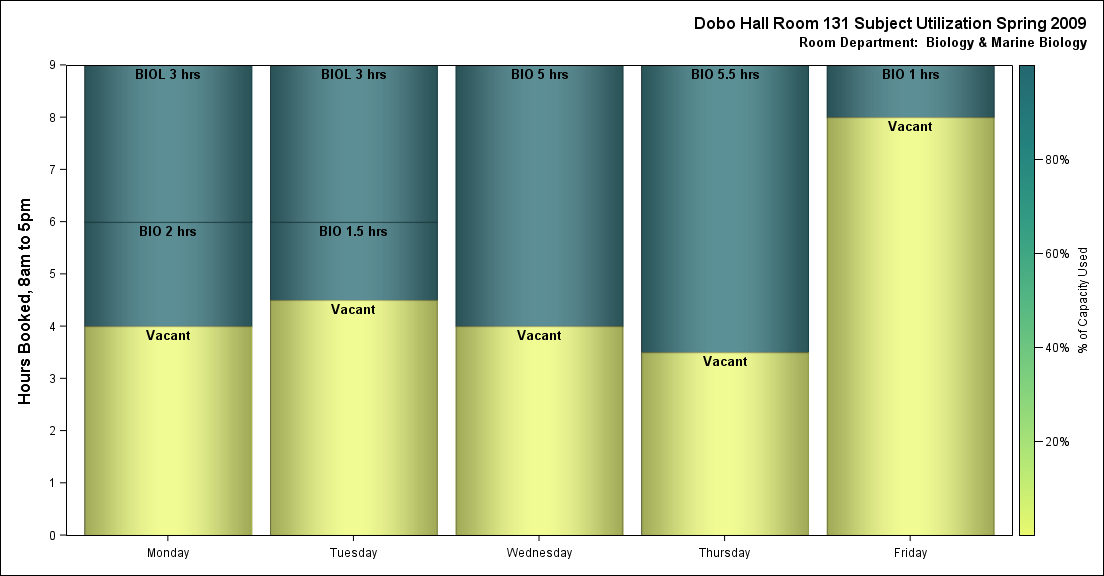 Dobo Hall Room 131 Subject Utilization Spring 2009
Room Department:  Biology & Marine Biology
Hours Booked, 8am to 5pm
9
8
7
6
5
4
3
2
1
0
BIOL 3 hrs
BIO 2 hrs
Vacant
BIOL 3 hrs
BIO 1.5 hrs
Vacant
BIO 5 hrs
Vacant
BIO 5.5 hrs
Vacant
BIO 1 hrs
Vacant
Monday
Tuesday
Wednesday
Thursday
Friday
80%
60%
40%
20%
% of Capacity Used